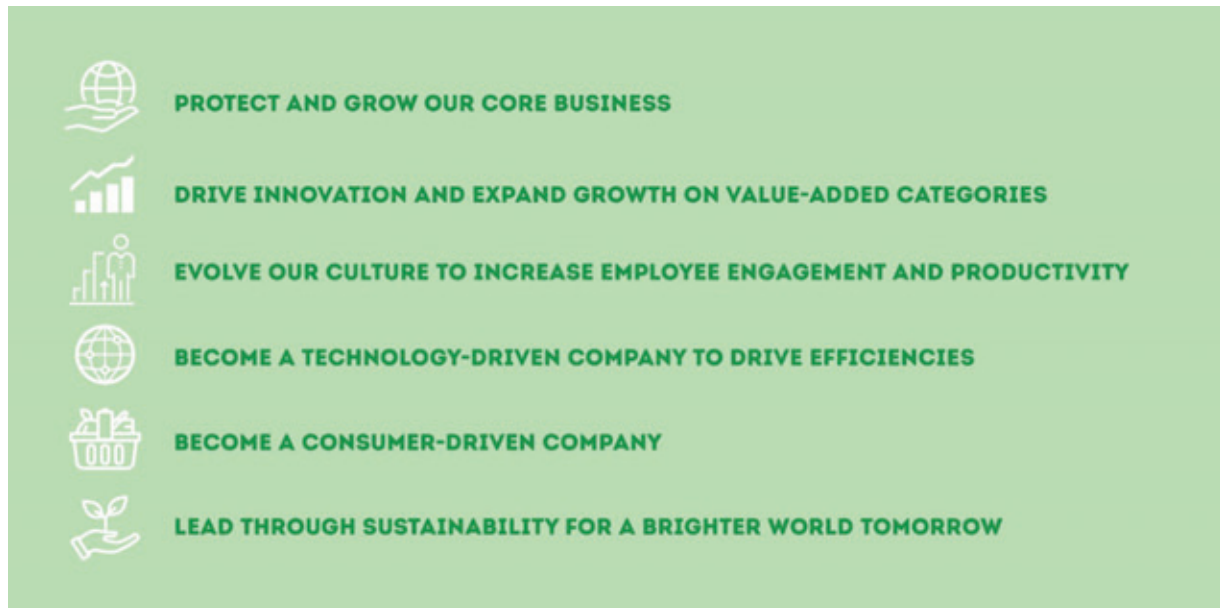 PROTECT AND GROW OUR CORE BUSINESS
DRIVE INNOVATION AND EXPAND GROWTH ON VALUE-ADDED CATEGORIES
EVOLVE OUR CULTURE TO INCREASE EMPLOYEE ENGAGEMENT AND PRODUCTIVITY
BECOME A TECHNOLOGY-DRIVEN COMPANY TO DRIVE EFFICIENCIES
BECOME A CONSUMER-DRIVEN COMPANY
LEAD THROUGH SUSTAINABILITY FOR A BRIGHTER WORLD TOMORROW